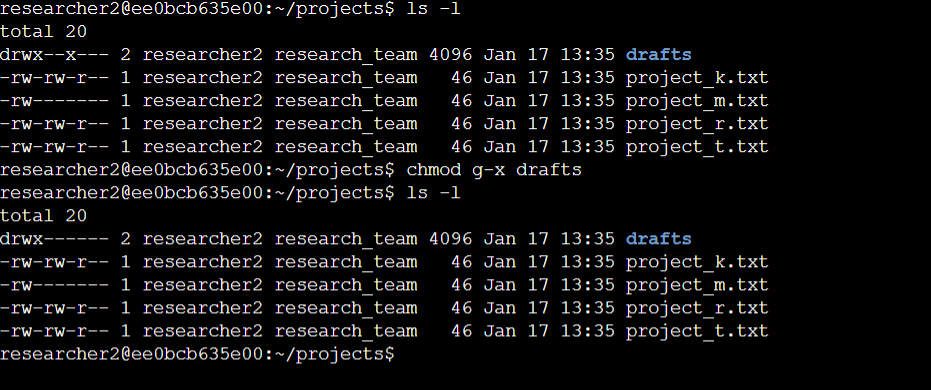 researcher2@ee0bcb635e00:~/projects$ ls -l
total 20
drwx--x--- 2 researcher2 research_team 4096 Jan 17 13:35 drafts
-rw-rw-r-- 1 researcher2 research_team   46 Jan 17 13:35 project_k.txt
-rw------- 1 researcher2 research_team   46 Jan 17 13:35 project_m.txt
-rw-rw-r-- 1 researcher2 research_team   46 Jan 17 13:35 project_r.txt
-rw-rw-r-- 1 researcher2 research_team   46 Jan 17 13:35 project_t.txt
researcher2@ee0bcb635e00:~/projects$ chmod g-x drafts
researcher2@ee0bcb635e00:~/projects$ ls -l
total 20
drwx------ 2 researcher2 research_team 4096 Jan 17 13:35 drafts
-rw-rw-r-- 1 researcher2 research_team   46 Jan 17 13:35 project_k.txt
-rw------- 1 researcher2 research_team   46 Jan 17 13:35 project_m.txt
-rw-rw-r-- 1 researcher2 research_team   46 Jan 17 13:35 project_r.txt
-rw-rw-r-- 1 researcher2 research_team   46 Jan 17 13:35 project_t.txt
researcher2@ee0bcb635e00:~/projects$